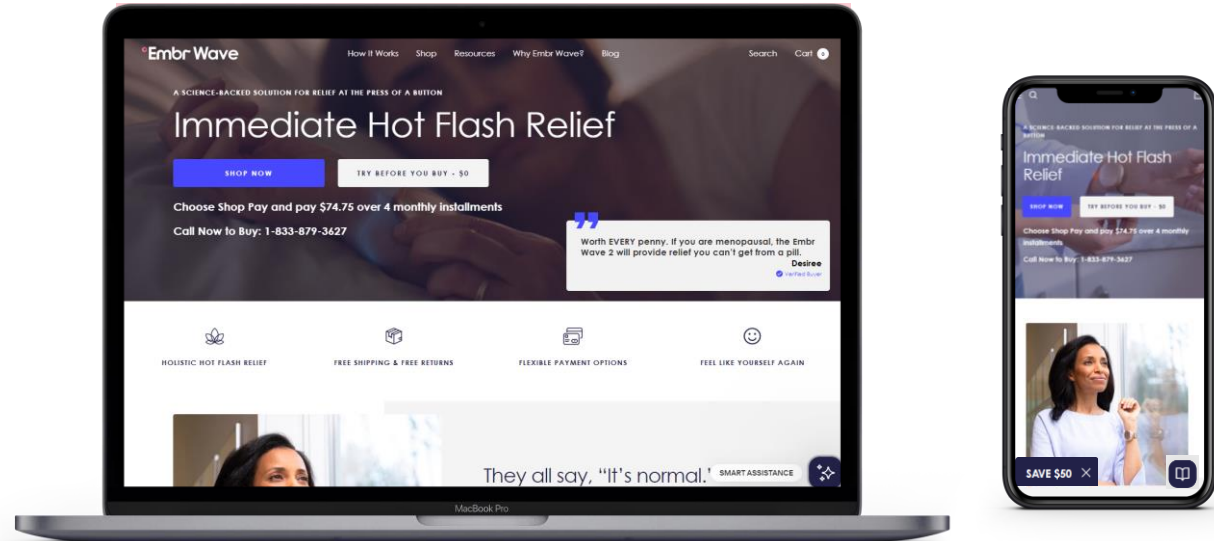 Embr Wave
How It Works Shop Resources Why Embr Wave? Blog Search Cart 0
A SCIENCE-BACKED SOLUTION FOR RELIEF AT THE PRESS OF A BUTTON
Immediate Hot Flash Relief
SHOP NOW TRY BEFORE YOU BUY - $0
Choose Shop Pay and pay $74.75 over 4 monthly installments
Call Now to Buy: 1-833-879-3627
Worth EVERY penny. If you are menopausal, the Embr
Wave 2 will provide relief you can't get from a pill.
Desiree
Verified Buyer
HOLISTIC HOT FLASH RELIEF FREE SHIPPING & FREE RETURNS FLEXIBLE PAYMENT OPTIONS FEEL LIKE YOURSELF AGAIN
They all say, “It's normal.' SMART ASSISTANCE
MacBook Pro
A SCIENCE-BACKED SOLUTION FOR RELIEF AT THE PRESS OF A
BUTTON
Immediate Hot Flash
Relief
SHOP NOW TRY BEFORE YOU BUY - $0
Choose Shop Pay and pay $74.75 over 4 monthly
installments
Call Now to Buy: 1-833-879-3627
SAVE $50